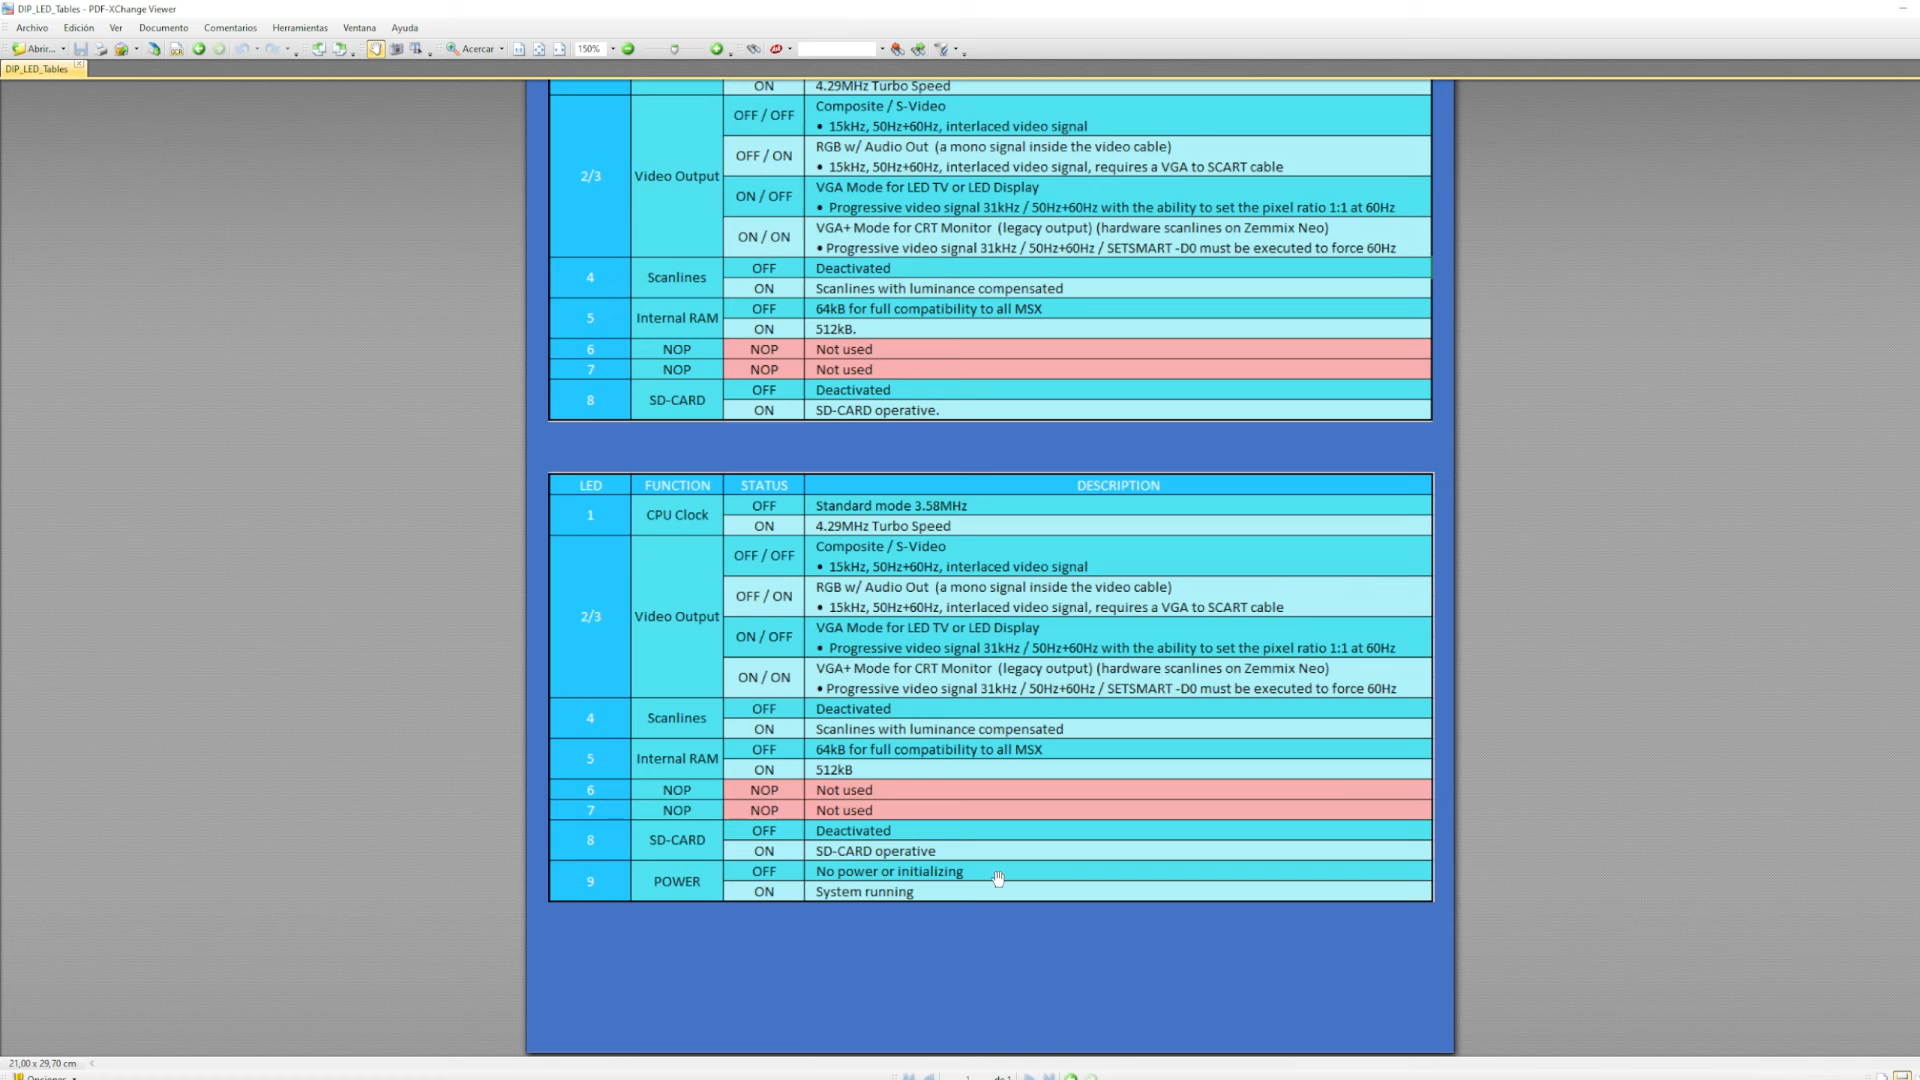 DIP_LED_Tables - PDF-XChange Viewer
Archivo Edición Ver Documento Comentarios Herramientas Ventana Ayuda
Abrir... Acercar 150%
DIP_LED_Tables
ON 4.29MHz Turbo Speed
2/3 Video Output
OFF / OFF Composite / S-Video
• 15kHz, 50Hz+60Hz, interlaced video signal
OFF / ON RGB w/ Audio Out (a mono signal inside the video cable)
• 15kHz, 50Hz+60Hz, interlaced video signal, requires a VGA to SCART cable
ON / OFF VGA Mode for LED TV or LED Display
• Progressive video signal 31kHz / 50Hz+60Hz with the ability to set the pixel ratio 1:1 at 60Hz
ON / ON VGA+ Mode for CRT Monitor (legacy output) (hardware scanlines on Zemmix Neo)
• Progressive video signal 31kHz / 50Hz+60Hz / SETSMART -D0 must be executed to force 60Hz
4 Scanlines OFF Deactivated
ON Scanlines with luminance compensated
5 Internal RAM OFF 64kB for full compatibility to all MSX
ON 512kB.
6 NOP NOP Not used
7 NOP NOP Not used
8 SD-CARD OFF Deactivated
ON SD-CARD operative.
LED FUNCTION STATUS DESCRIPTION
1 CPU Clock OFF Standard mode 3.58MHz
ON 4.29MHz Turbo Speed
2/3 Video Output
OFF / OFF Composite / S-Video
• 15kHz, 50Hz+60Hz, interlaced video signal
OFF / ON RGB w/ Audio Out (a mono signal inside the video cable)
• 15kHz, 50Hz+60Hz, interlaced video signal, requires a VGA to SCART cable
ON / OFF VGA Mode for LED TV or LED Display
• Progressive video signal 31kHz / 50Hz+60Hz with the ability to set the pixel ratio 1:1 at 60Hz
ON / ON VGA+ Mode for CRT Monitor (legacy output) (hardware scanlines on Zemmix Neo)
• Progressive video signal 31kHz / 50Hz+60Hz / SETSMART -D0 must be executed to force 60Hz
4 Scanlines OFF Deactivated
ON Scanlines with luminance compensated
5 Internal RAM OFF 64kB for full compatibility to all MSX
ON 512kB
6 NOP NOP Not used
7 NOP NOP Not used
8 SD-CARD OFF Deactivated
ON SD-CARD operative
9 POWER OFF No power or initializing
ON System running
21,00 x 29,70 cm
Opciones